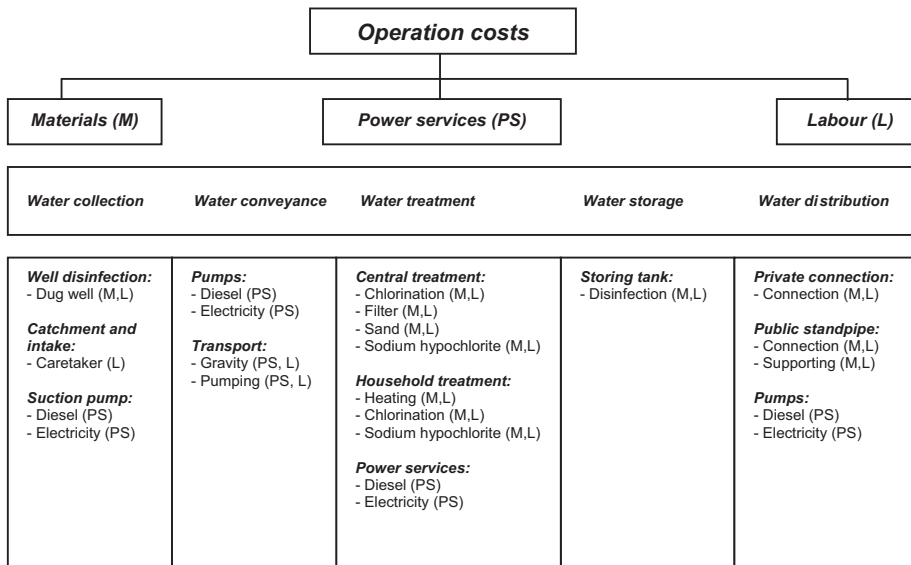 Operation costs
Materials (M)
Power services (PS)
Labour (L)
Water collection
Water conveyance
Water treatment
Water storage
Water distribution
Well disinfection:
- Dug well (M,L)
Catchment and
intake:
- Caretaker (L)
Suction pump:
- Diesel (PS)
- Electricity (PS)
Pumps:
- Diesel (PS)
- Electricity (PS)
Transport:
- Gravity (PS, L)
- Pumping (PS, L)
Central treatment:
- Chlorination (M,L)
- Filter (M,L)
- Sand (M,L)
- Sodium hypochlorite (M,L)
Household treatment:
- Heating (M,L)
- Chlorination (M,L)
- Sodium hypochlorite (M,L)
Power services:
- Diesel (PS)
- Electricity (PS)
Storing tank:
- Disinfection (M,L)
Private connection:
- Connection (M,L)
Public standpipe:
- Connection (M,L)
- Supporting (M,L)
Pumps:
- Diesel (PS)
- Electricity (PS)